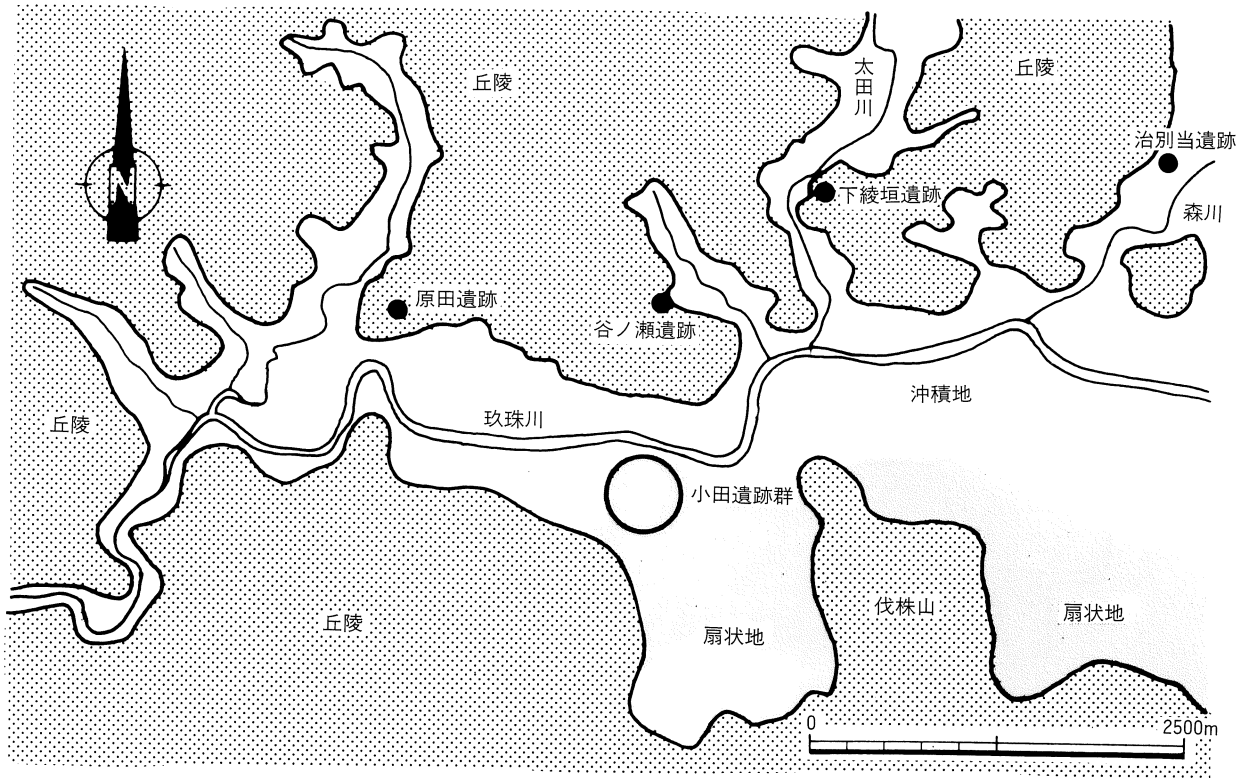 丘陵
太田川
丘陵
治別当遺跡
N
下綾垣遺跡
森川
原田遺跡
谷ノ瀬遺跡
沖積地
丘陵
玖珠川
小田遺跡群
伐株山
扇状地
丘陵
扇状地
0 2500m